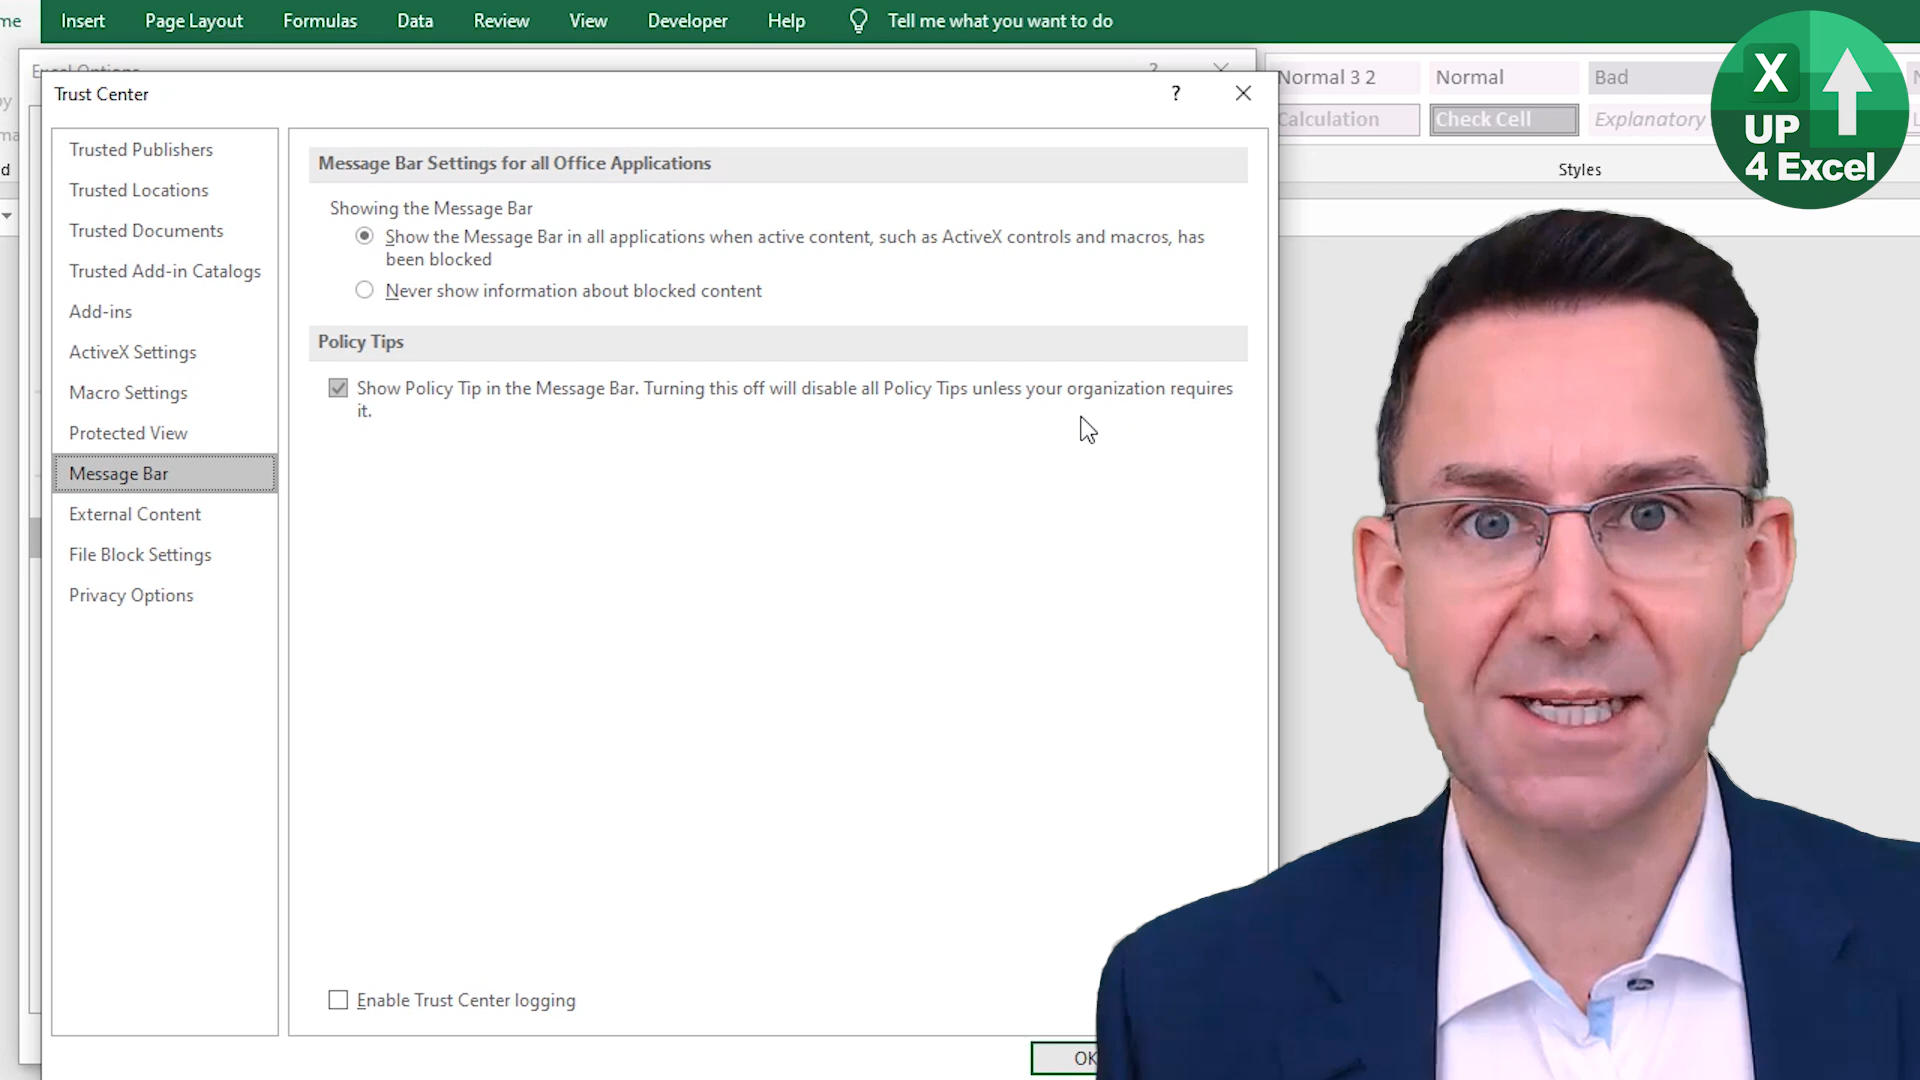 me Insert Page Layout Formulas Data Review View Developer Help Tell me what you want to do
Excel Options ?
Trust Center ?
Normal 3 2 Normal Bad
Calculation Check Cell Explanatory
Styles
X
UP
4 Excel
Trusted Publishers
Trusted Locations
Trusted Documents
Trusted Add-in Catalogs
Add-ins
ActiveX Settings
Macro Settings
Protected View
Message Bar
External Content
File Block Settings
Privacy Options
Message Bar Settings for all Office Applications
Showing the Message Bar
Show the Message Bar in all applications when active content, such as ActiveX controls and macros, has
been blocked
Never show information about blocked content
Policy Tips
Show Policy Tip in the Message Bar. Turning this off will disable all Policy Tips unless your organization requires
it.
Enable Trust Center logging
OK